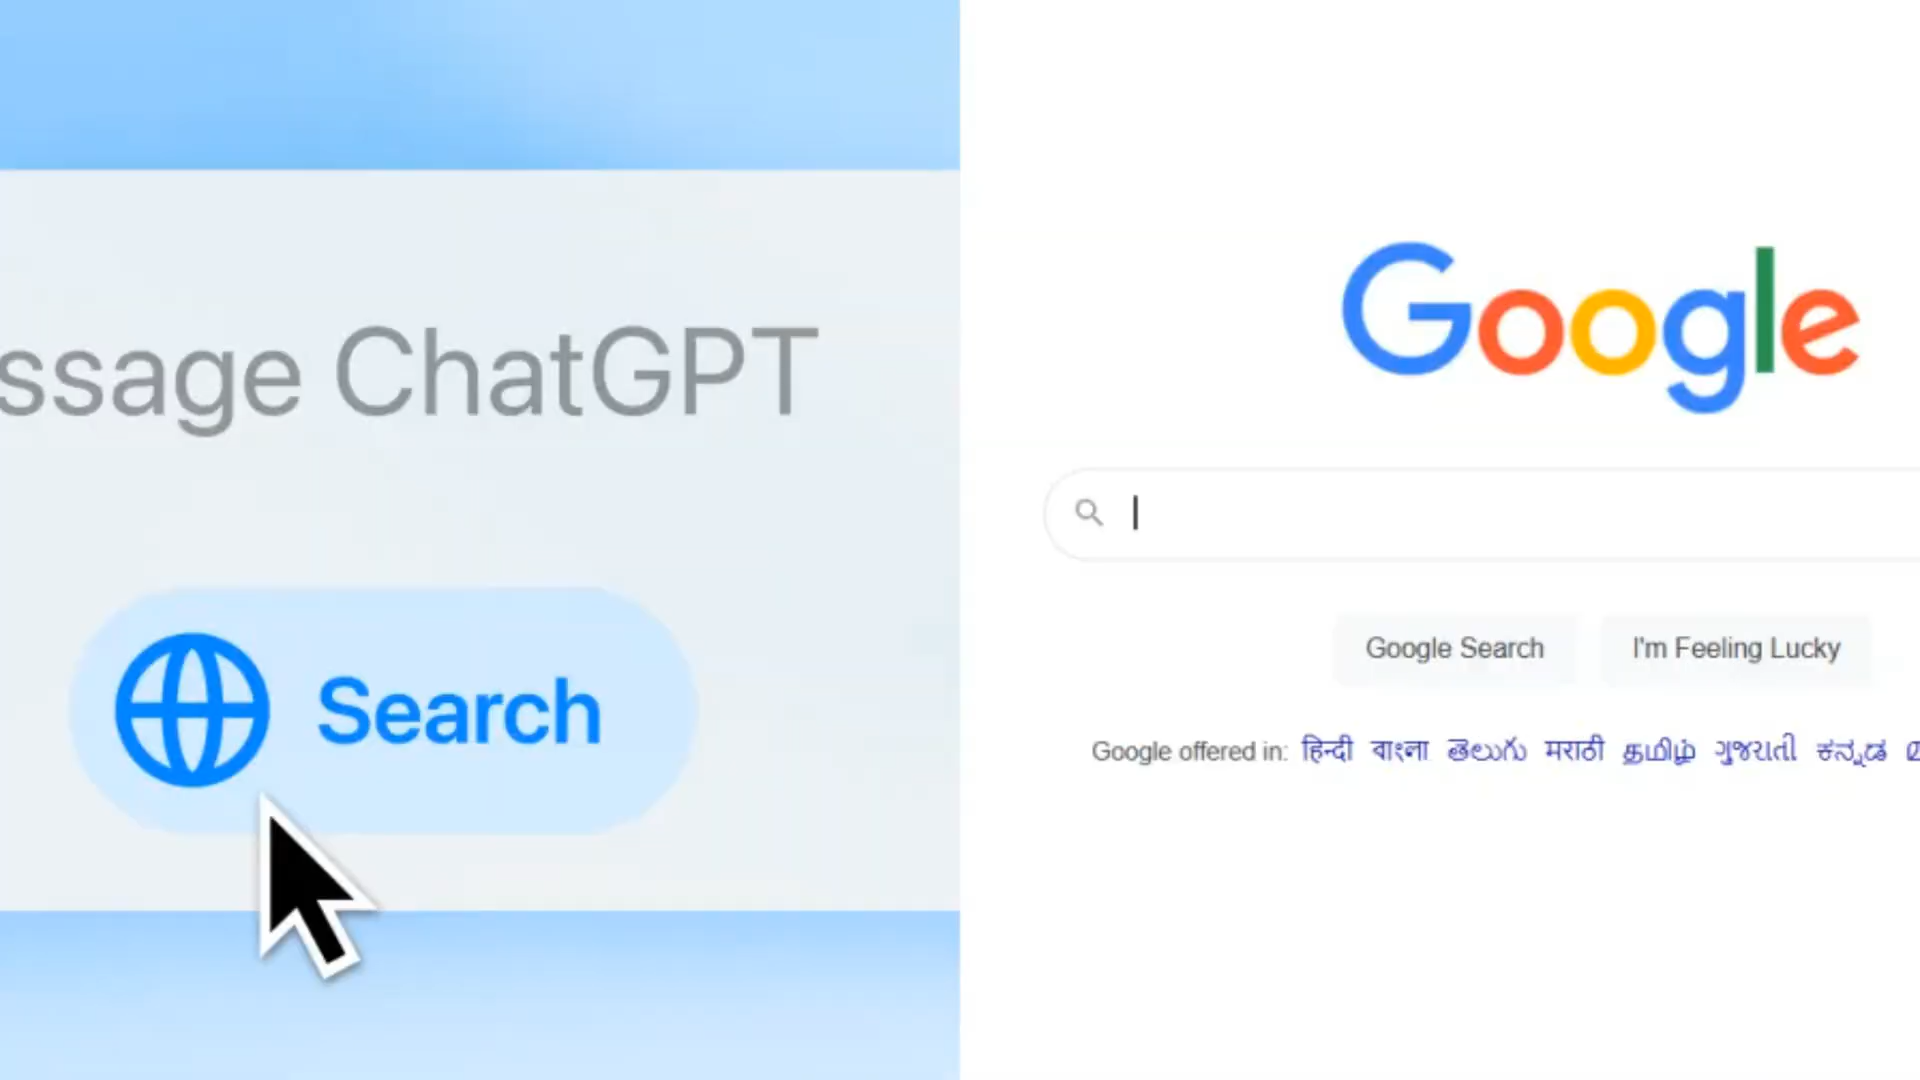 ssage ChatGPT
Search
Google
Google Search
I'm Feeling Lucky
Google offered in: हिन्दी বাংলা తెలుగు मराठी தமிழ் ગુજરાતી ಕನ್ನಡ